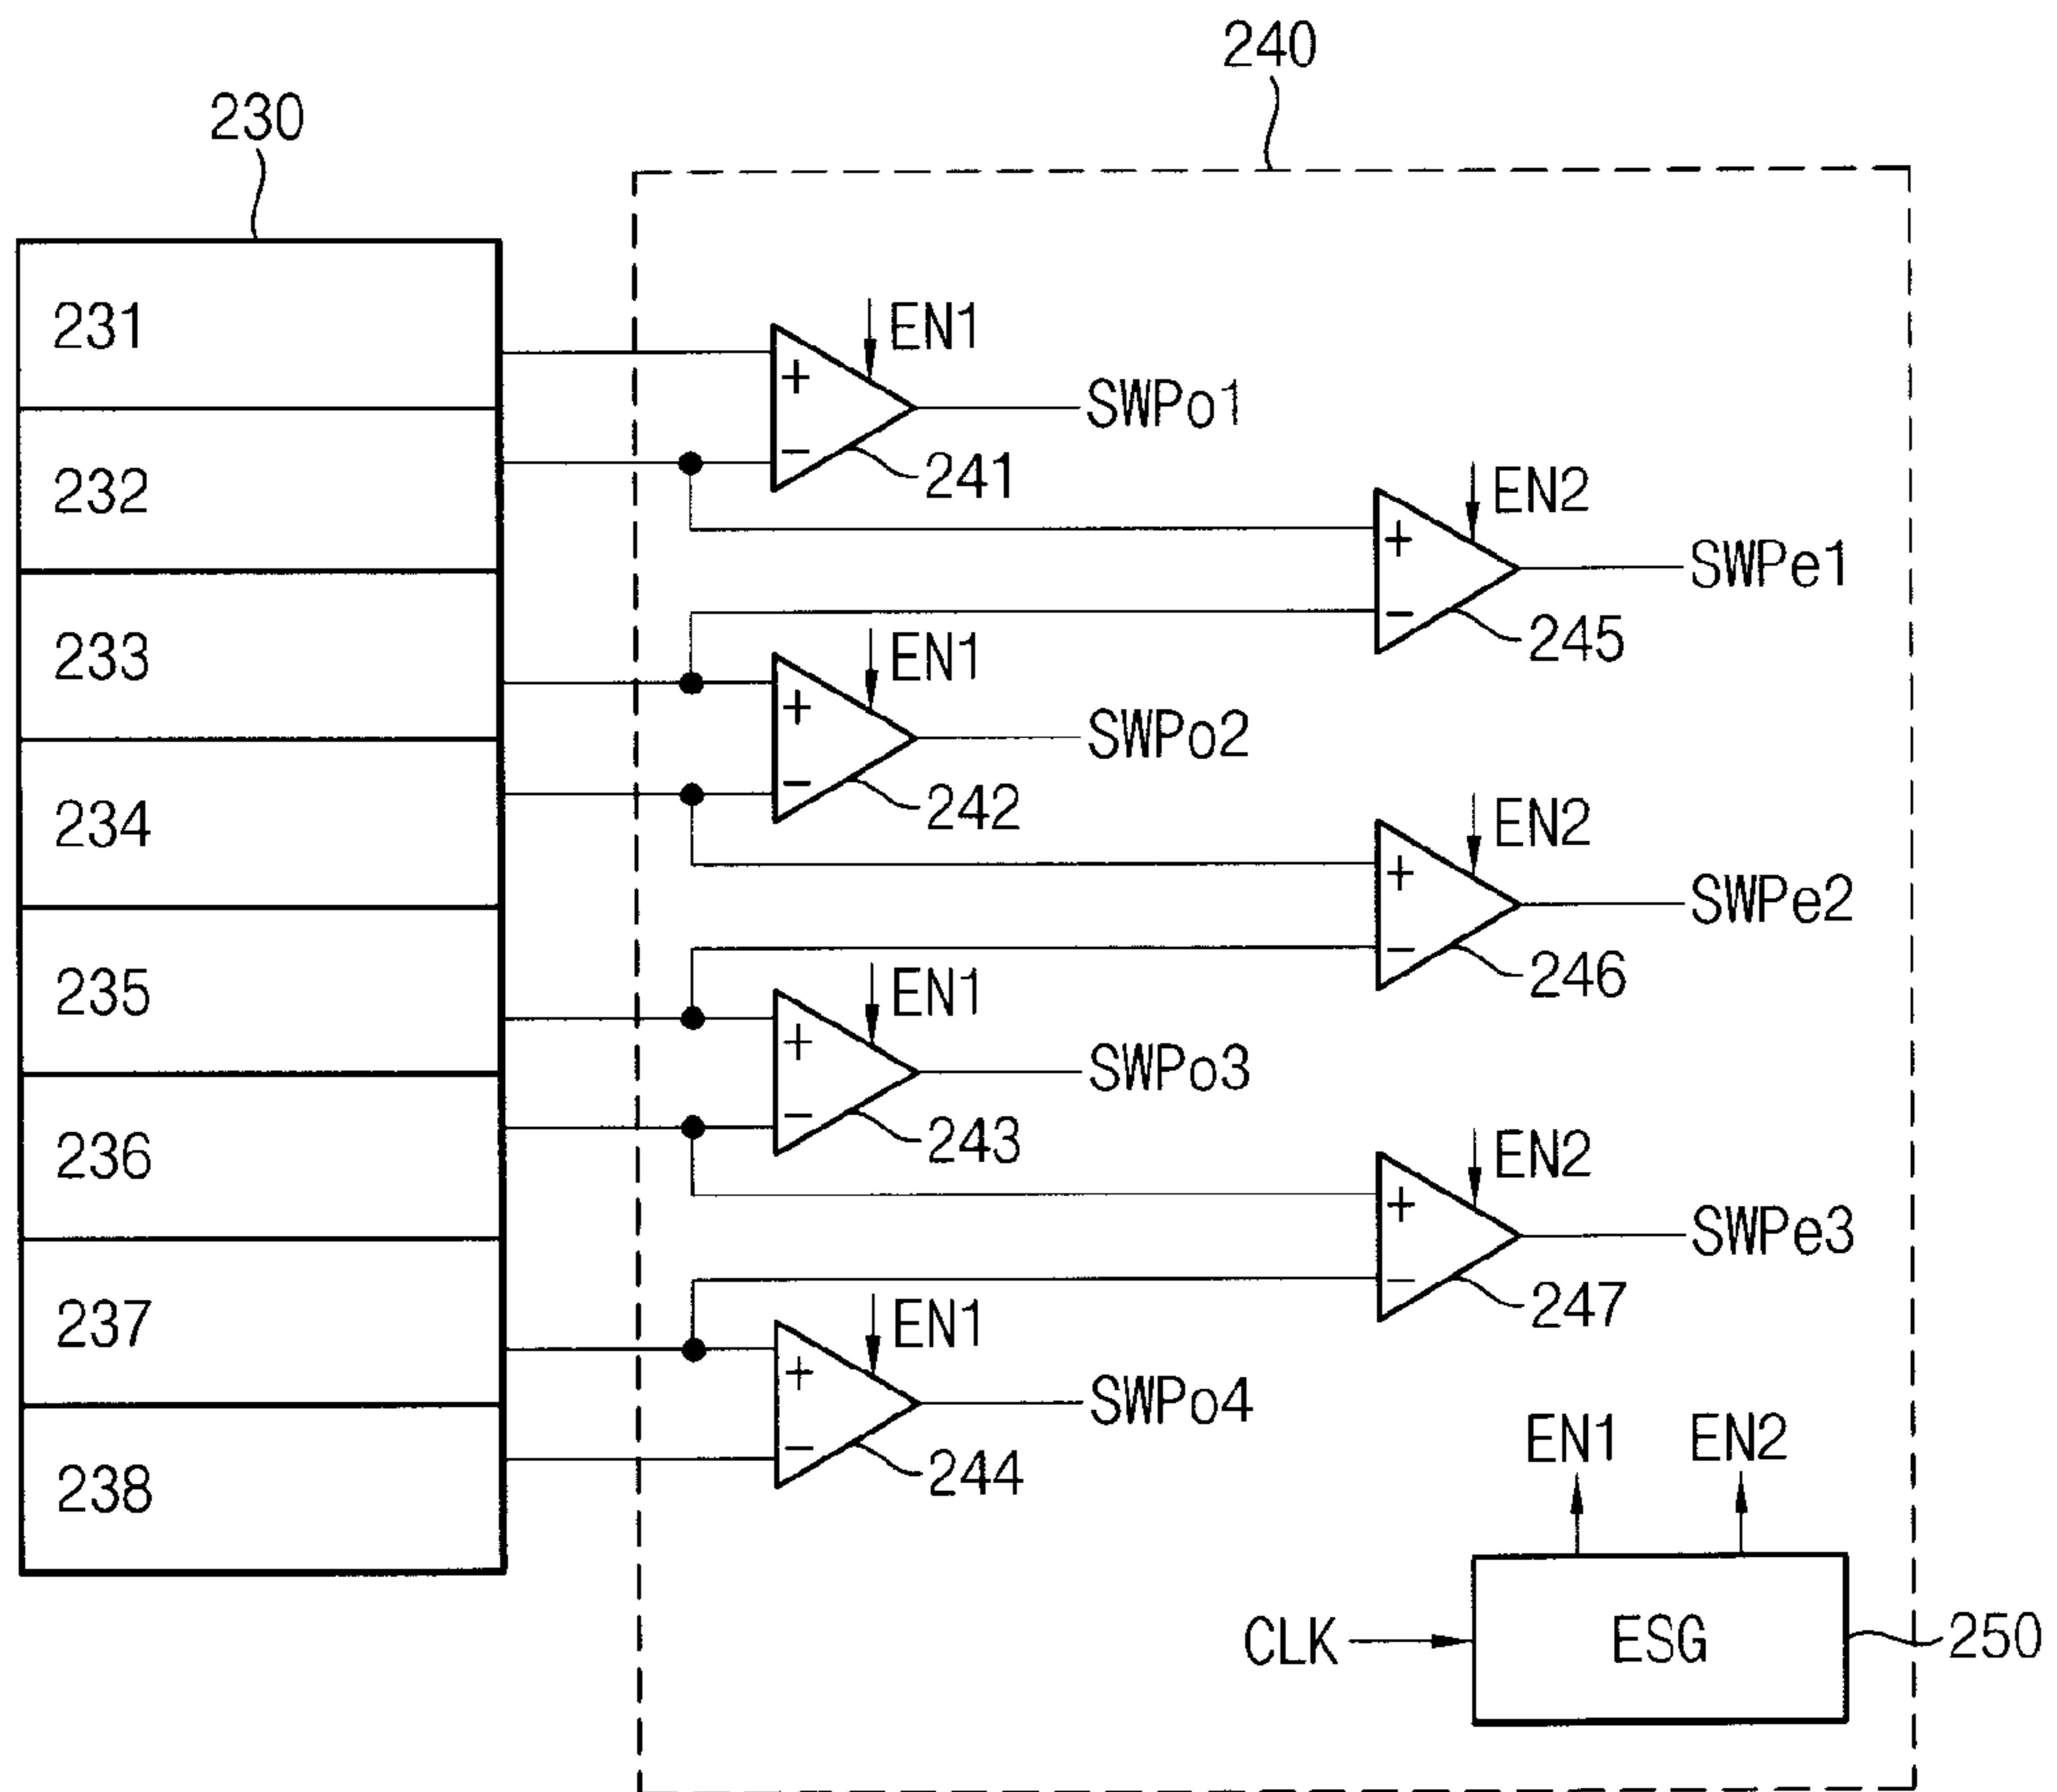 240
230
231
EN1
+
SWPo1
−
241
232
EN2
+
SWPe1
−
245
233
EN1
+
SWPo2
−
242
234
EN2
+
SWPe2
−
246
235
EN1
+
SWPo3
−
243
236
EN2
+
SWPe3
−
247
237
EN1
+
SWPo4
−
244
238
EN1 EN2
CLK ESG 250